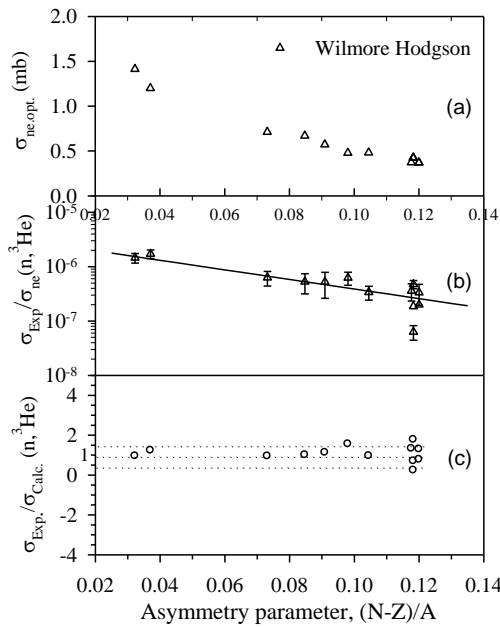 2.0
Wilmore Hodgson
1.5
σne.opt. (mb)
1.0
(a)
0.5
0.0
0.02 0.04 0.06 0.08 0.10 0.12 0.14
10-5
10-6
σExp/σne(n,3He)
(b)
10-7
10-8
4
2
1
(c)
σExp./σCalc. (n,3He)
0
-2
-4
0.02 0.04 0.06 0.08 0.10 0.12 0.14
Asymmetry parameter, (N-Z)/A